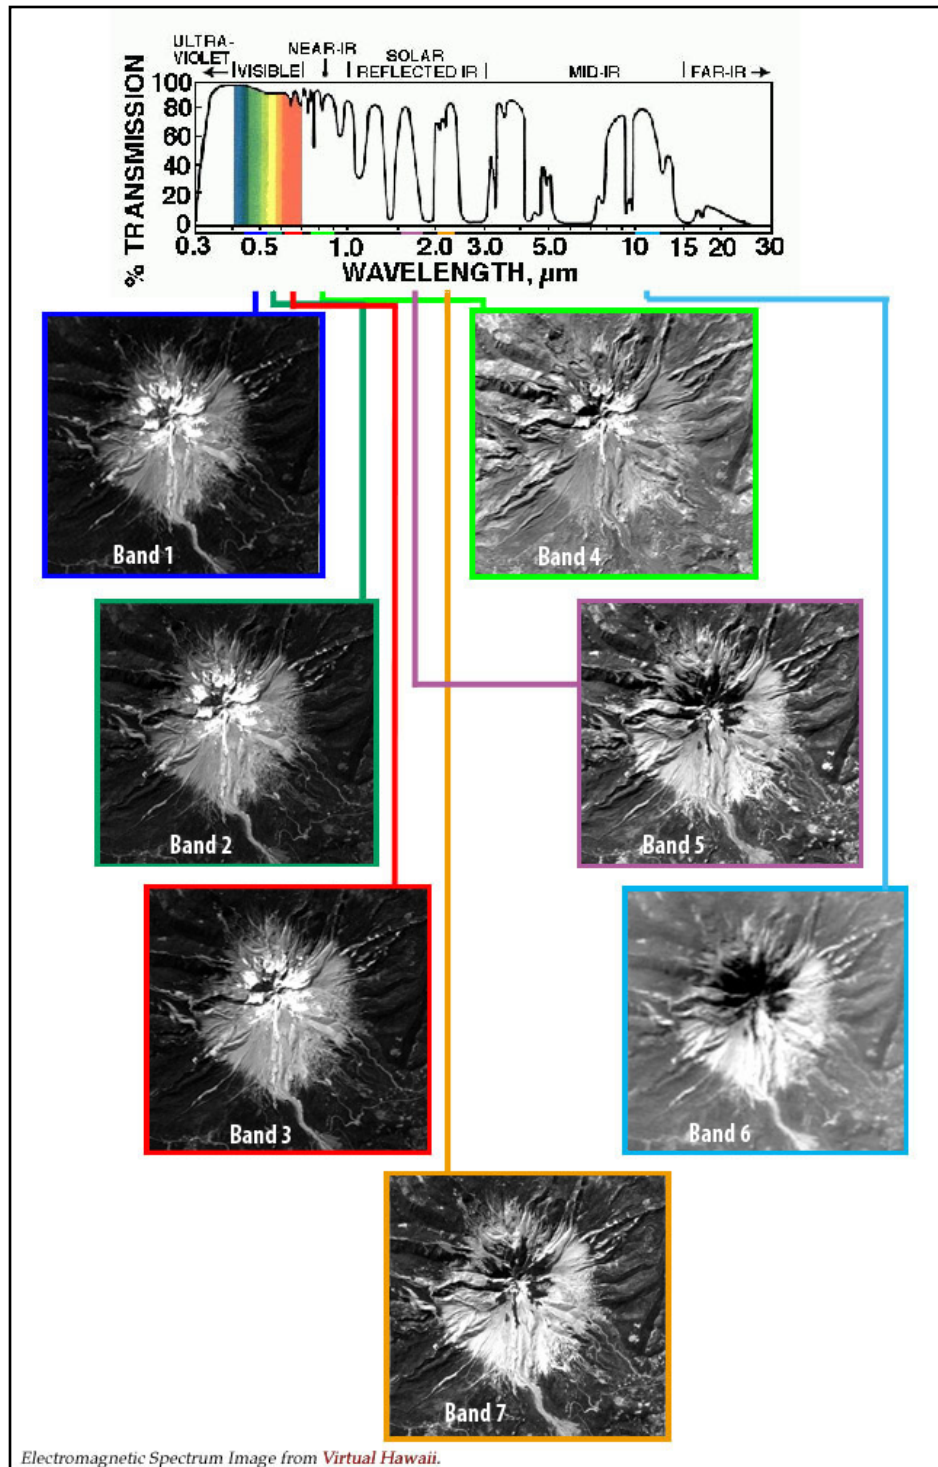 ULTRA-
VIOLET
VISIBLE
NEAR-IR
SOLAR
REFLECTED IR
MID-IR
FAR-IR
% TRANSMISSION
100
80
60
40
20
0
0.3 0.5 1.0 2.0 3.0 5.0 10 15 20 30
WAVELENGTH, μm
Band 1
Band 4
Band 2
Band 5
Band 3
Band 6
Band 7
Electromagnetic Spectrum Image from Virtual Hawaii.